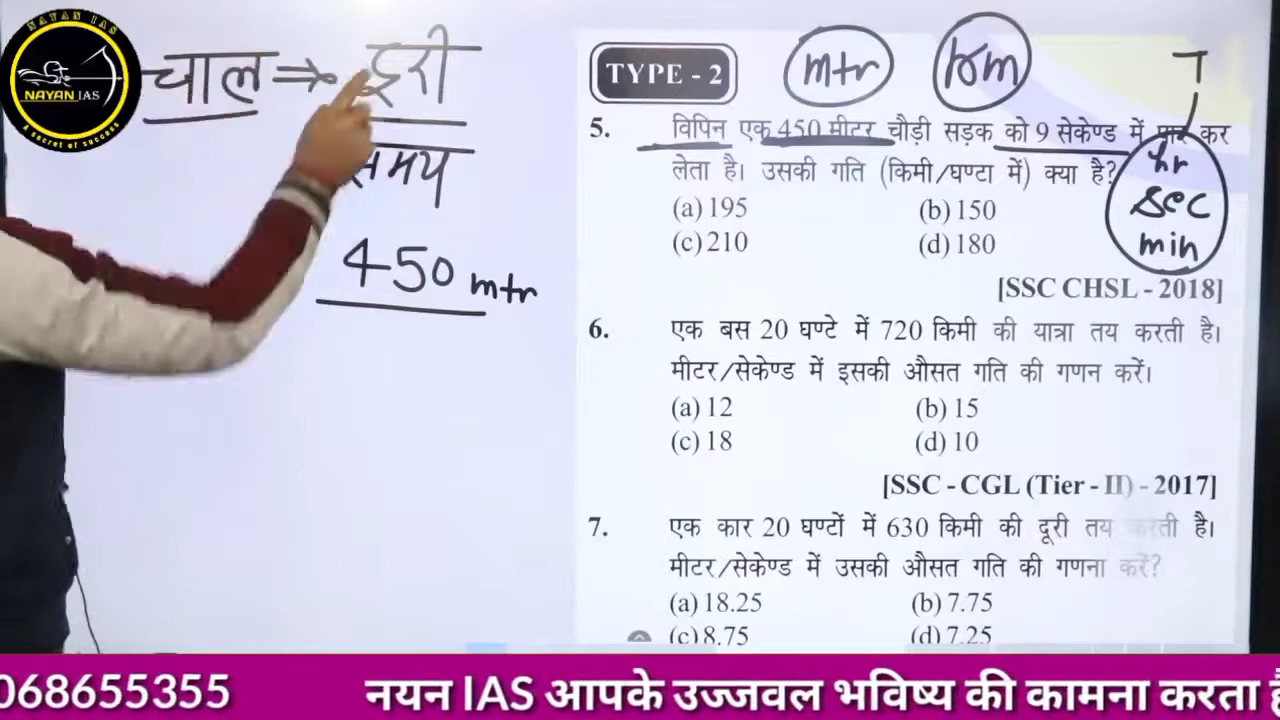 NAYAN IAS
NAYAN IAS
A secret of success
चाल ⇒ दूरी
समय
450 mtr
TYPE - 2
mtr
km
T
hr
sec
min
5. विपिन एक 450 मीटर चौड़ी सड़क को 9 सेकेण्ड में पार कर
लेता है। उसकी गति (किमी/घण्टा में) क्या है?
(a) 195 (b) 150
(c) 210 (d) 180
[SSC CHSL - 2018]
6. एक बस 20 घण्टे में 720 किमी की यात्रा तय करती है।
मीटर/सेकेण्ड में इसकी औसत गति की गणन करें।
(a) 12 (b) 15
(c) 18 (d) 10
[SSC - CGL (Tier - II) - 2017]
7. एक कार 20 घण्टों में 630 किमी की दूरी तय करती है।
मीटर/सेकेण्ड में उसकी औसत गति की गणना करें?
(a) 18.25 (b) 7.75
(c) 8.75 (d) 7.25
068655355 नयन IAS आपके उज्जवल भविष्य की कामना करता है